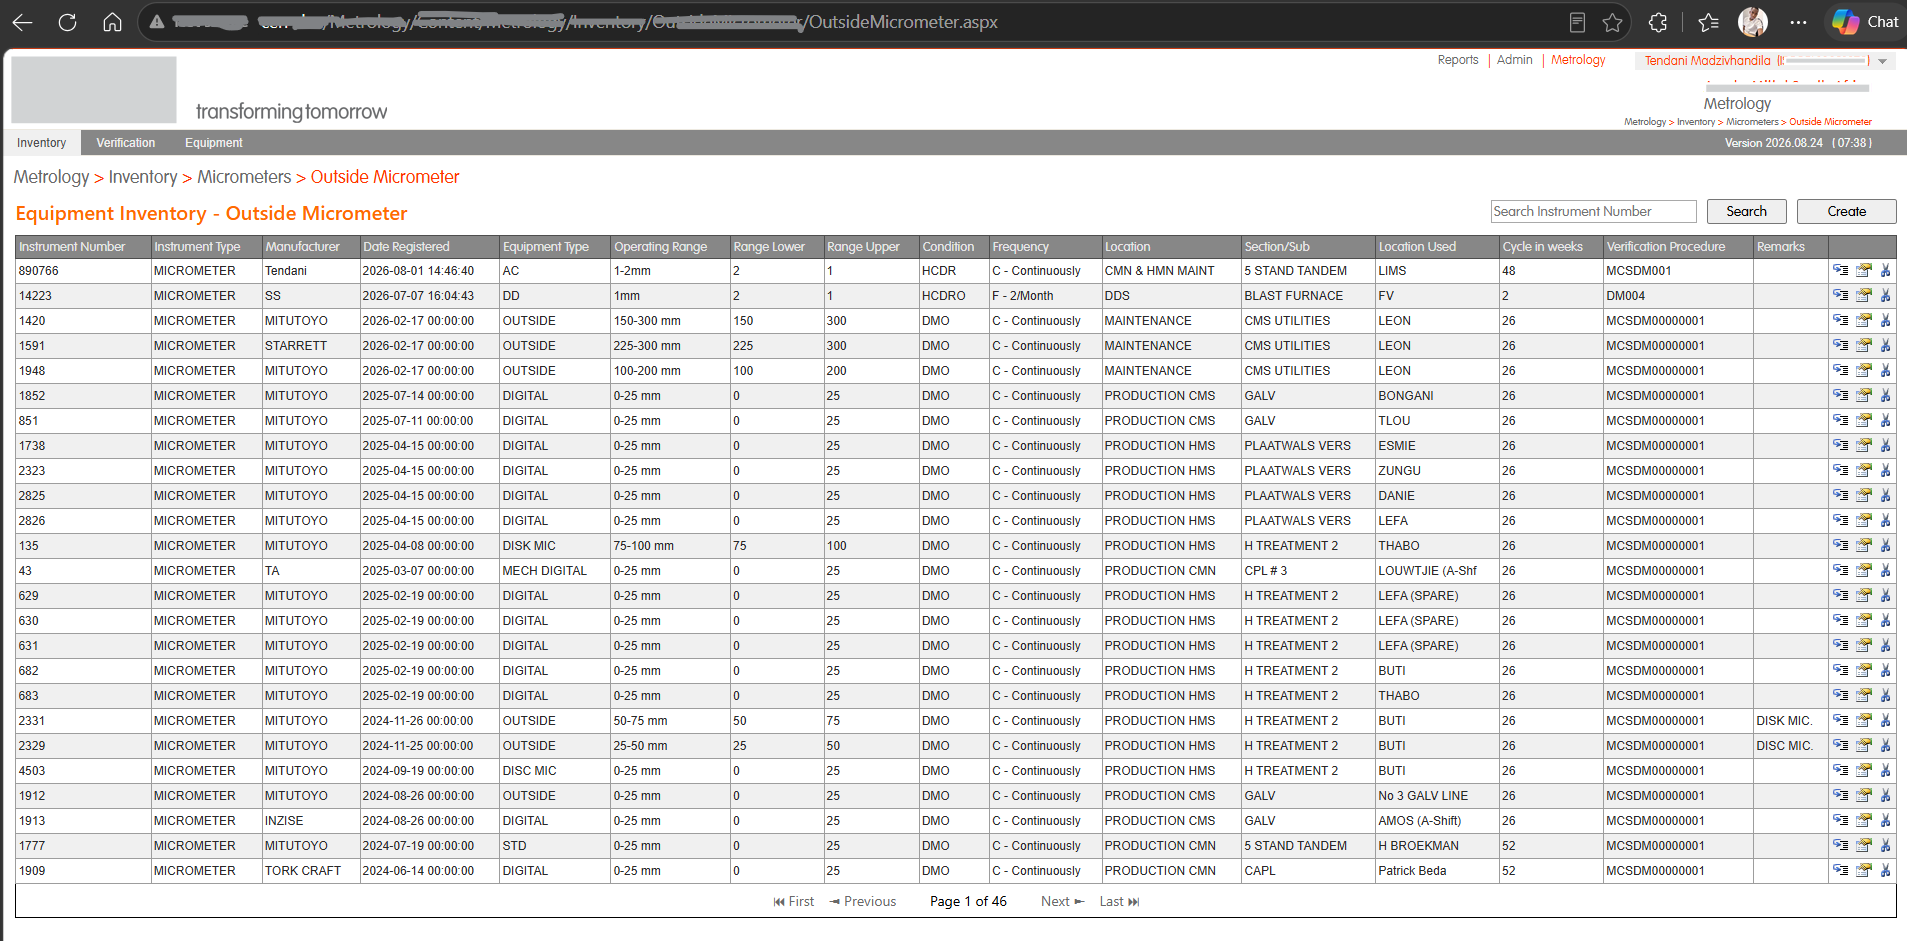 /OutsideMicrometer.aspx
Chat
Reports | Admin | Metrology
Tendani Madzivhandila
transformingtomorrow
Metrology
Metrology > Inventory > Micrometers > Outside Micrometer
Inventory Verification Equipment
Version 2026.08.24 ( 07:38 )
Metrology > Inventory > Micrometers > Outside Micrometer
Equipment Inventory - Outside Micrometer
Search Instrument Number Search Create
Instrument Number Instrument Type Manufacturer Date Registered Equipment Type Operating Range Range Lower Range Upper Condition Frequency Location Section/Sub Location Used Cycle in weeks Verification Procedure Remarks
890766 MICROMETER Tendani 2026-08-01 14:46:40 AC 1-2mm 2 1 HCDR C - Continuously CMN & HMN MAINT 5 STAND TANDEM LIMS 48 MCSDM001
14223 MICROMETER SS 2026-07-07 16:04:43 DD 1mm 2 1 HCDRO F - 2/Month DDS BLAST FURNACE FV 2 DM004
1420 MICROMETER MITUTOYO 2026-02-17 00:00:00 OUTSIDE 150-300 mm 150 300 DMO C - Continuously MAINTENANCE CMS UTILITIES LEON 26 MCSDM00000001
1591 MICROMETER STARRETT 2026-02-17 00:00:00 OUTSIDE 225-300 mm 225 300 DMO C - Continuously MAINTENANCE CMS UTILITIES LEON 26 MCSDM00000001
1948 MICROMETER MITUTOYO 2026-02-17 00:00:00 OUTSIDE 100-200 mm 100 200 DMO C - Continuously MAINTENANCE CMS UTILITIES LEON 26 MCSDM00000001
1852 MICROMETER MITUTOYO 2025-07-14 00:00:00 DIGITAL 0-25 mm 0 25 DMO C - Continuously PRODUCTION CMS GALV BONGANI 26 MCSDM00000001
851 MICROMETER MITUTOYO 2025-07-11 00:00:00 DIGITAL 0-25 mm 0 25 DMO C - Continuously PRODUCTION CMS GALV TLOU 26 MCSDM00000001
1738 MICROMETER MITUTOYO 2025-04-15 00:00:00 DIGITAL 0-25 mm 0 25 DMO C - Continuously PRODUCTION HMS PLAATWALS VERS ESMIE 26 MCSDM00000001
2323 MICROMETER MITUTOYO 2025-04-15 00:00:00 DIGITAL 0-25 mm 0 25 DMO C - Continuously PRODUCTION HMS PLAATWALS VERS ZUNGU 26 MCSDM00000001
2825 MICROMETER MITUTOYO 2025-04-15 00:00:00 DIGITAL 0-25 mm 0 25 DMO C - Continuously PRODUCTION HMS PLAATWALS VERS DANIE 26 MCSDM00000001
2826 MICROMETER MITUTOYO 2025-04-15 00:00:00 DIGITAL 0-25 mm 0 25 DMO C - Continuously PRODUCTION HMS PLAATWALS VERS LEFA 26 MCSDM00000001
135 MICROMETER MITUTOYO 2025-04-08 00:00:00 DISK MIC 75-100 mm 75 100 DMO C - Continuously PRODUCTION HMS H TREATMENT 2 THABO 26 MCSDM00000001
43 MICROMETER TA 2025-03-07 00:00:00 MECH DIGITAL 0-25 mm 0 25 DMO C - Continuously PRODUCTION CMN CPL # 3 LOUWTJIE (A-Shf 26 MCSDM00000001
629 MICROMETER MITUTOYO 2025-02-19 00:00:00 DIGITAL 0-25 mm 0 25 DMO C - Continuously PRODUCTION HMS H TREATMENT 2 LEFA (SPARE) 26 MCSDM00000001
630 MICROMETER MITUTOYO 2025-02-19 00:00:00 DIGITAL 0-25 mm 0 25 DMO C - Continuously PRODUCTION HMS H TREATMENT 2 LEFA (SPARE) 26 MCSDM00000001
631 MICROMETER MITUTOYO 2025-02-19 00:00:00 DIGITAL 0-25 mm 0 25 DMO C - Continuously PRODUCTION HMS H TREATMENT 2 LEFA (SPARE) 26 MCSDM00000001
682 MICROMETER MITUTOYO 2025-02-19 00:00:00 DIGITAL 0-25 mm 0 25 DMO C - Continuously PRODUCTION HMS H TREATMENT 2 BUTI 26 MCSDM00000001
683 MICROMETER MITUTOYO 2025-02-19 00:00:00 DIGITAL 0-25 mm 0 25 DMO C - Continuously PRODUCTION HMS H TREATMENT 2 THABO 26 MCSDM00000001
2331 MICROMETER MITUTOYO 2024-11-26 00:00:00 OUTSIDE 50-75 mm 50 75 DMO C - Continuously PRODUCTION HMS H TREATMENT 2 BUTI 26 MCSDM00000001 DISK MIC.
2329 MICROMETER MITUTOYO 2024-11-25 00:00:00 OUTSIDE 25-50 mm 25 50 DMO C - Continuously PRODUCTION HMS H TREATMENT 2 BUTI 26 MCSDM00000001 DISC MIC.
4503 MICROMETER MITUTOYO 2024-09-19 00:00:00 DISC MIC 0-25 mm 0 25 DMO C - Continuously PRODUCTION HMS H TREATMENT 2 BUTI 26 MCSDM00000001
1912 MICROMETER MITUTOYO 2024-08-26 00:00:00 OUTSIDE 0-25 mm 0 25 DMO C - Continuously PRODUCTION CMS GALV No 3 GALV LINE 26 MCSDM00000001
1913 MICROMETER INZISE 2024-08-26 00:00:00 DIGITAL 0-25 mm 0 25 DMO C - Continuously PRODUCTION CMS GALV AMOS (A-Shift) 26 MCSDM00000001
1777 MICROMETER MITUTOYO 2024-07-19 00:00:00 STD 0-25 mm 0 25 DMO C - Continuously PRODUCTION CMN 5 STAND TANDEM H BROEKMAN 52 MCSDM00000001
1909 MICROMETER TORK CRAFT 2024-06-14 00:00:00 DIGITAL 0-25 mm 0 25 DMO C - Continuously PRODUCTION CMN CAPL Patrick Beda 52 MCSDM00000001
First Previous Page 1 of 46 Next Last